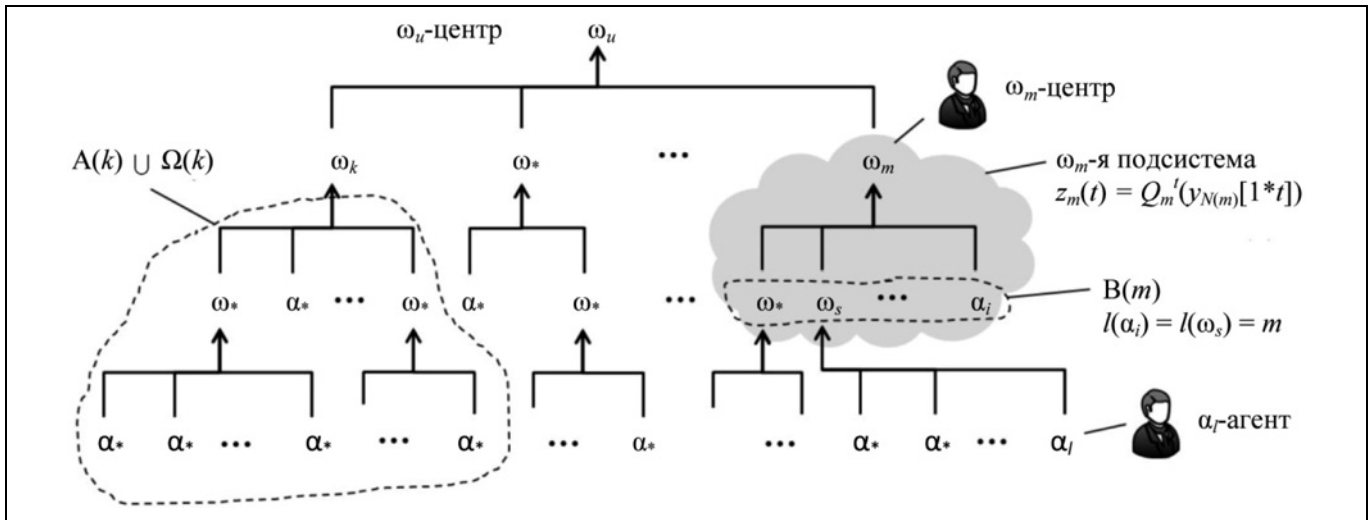 ωᵤ-центр ωᵤ
ωₘ-центр
A(k) ∪ Ω(k)
ωₖ ω* ••• ωₘ
ωₘ-я подсистема
zₘ(t) = Qₘᵗ(y_N(m)[1*t])
ω* α* ••• ω* α* ω* ••• ω* ωₛ ••• αᵢ
B(m)
l(αᵢ) = l(ωₛ) = m
α* α* ••• α* ••• α* ••• α* ••• α* α* ••• αₗ
αₗ-агент